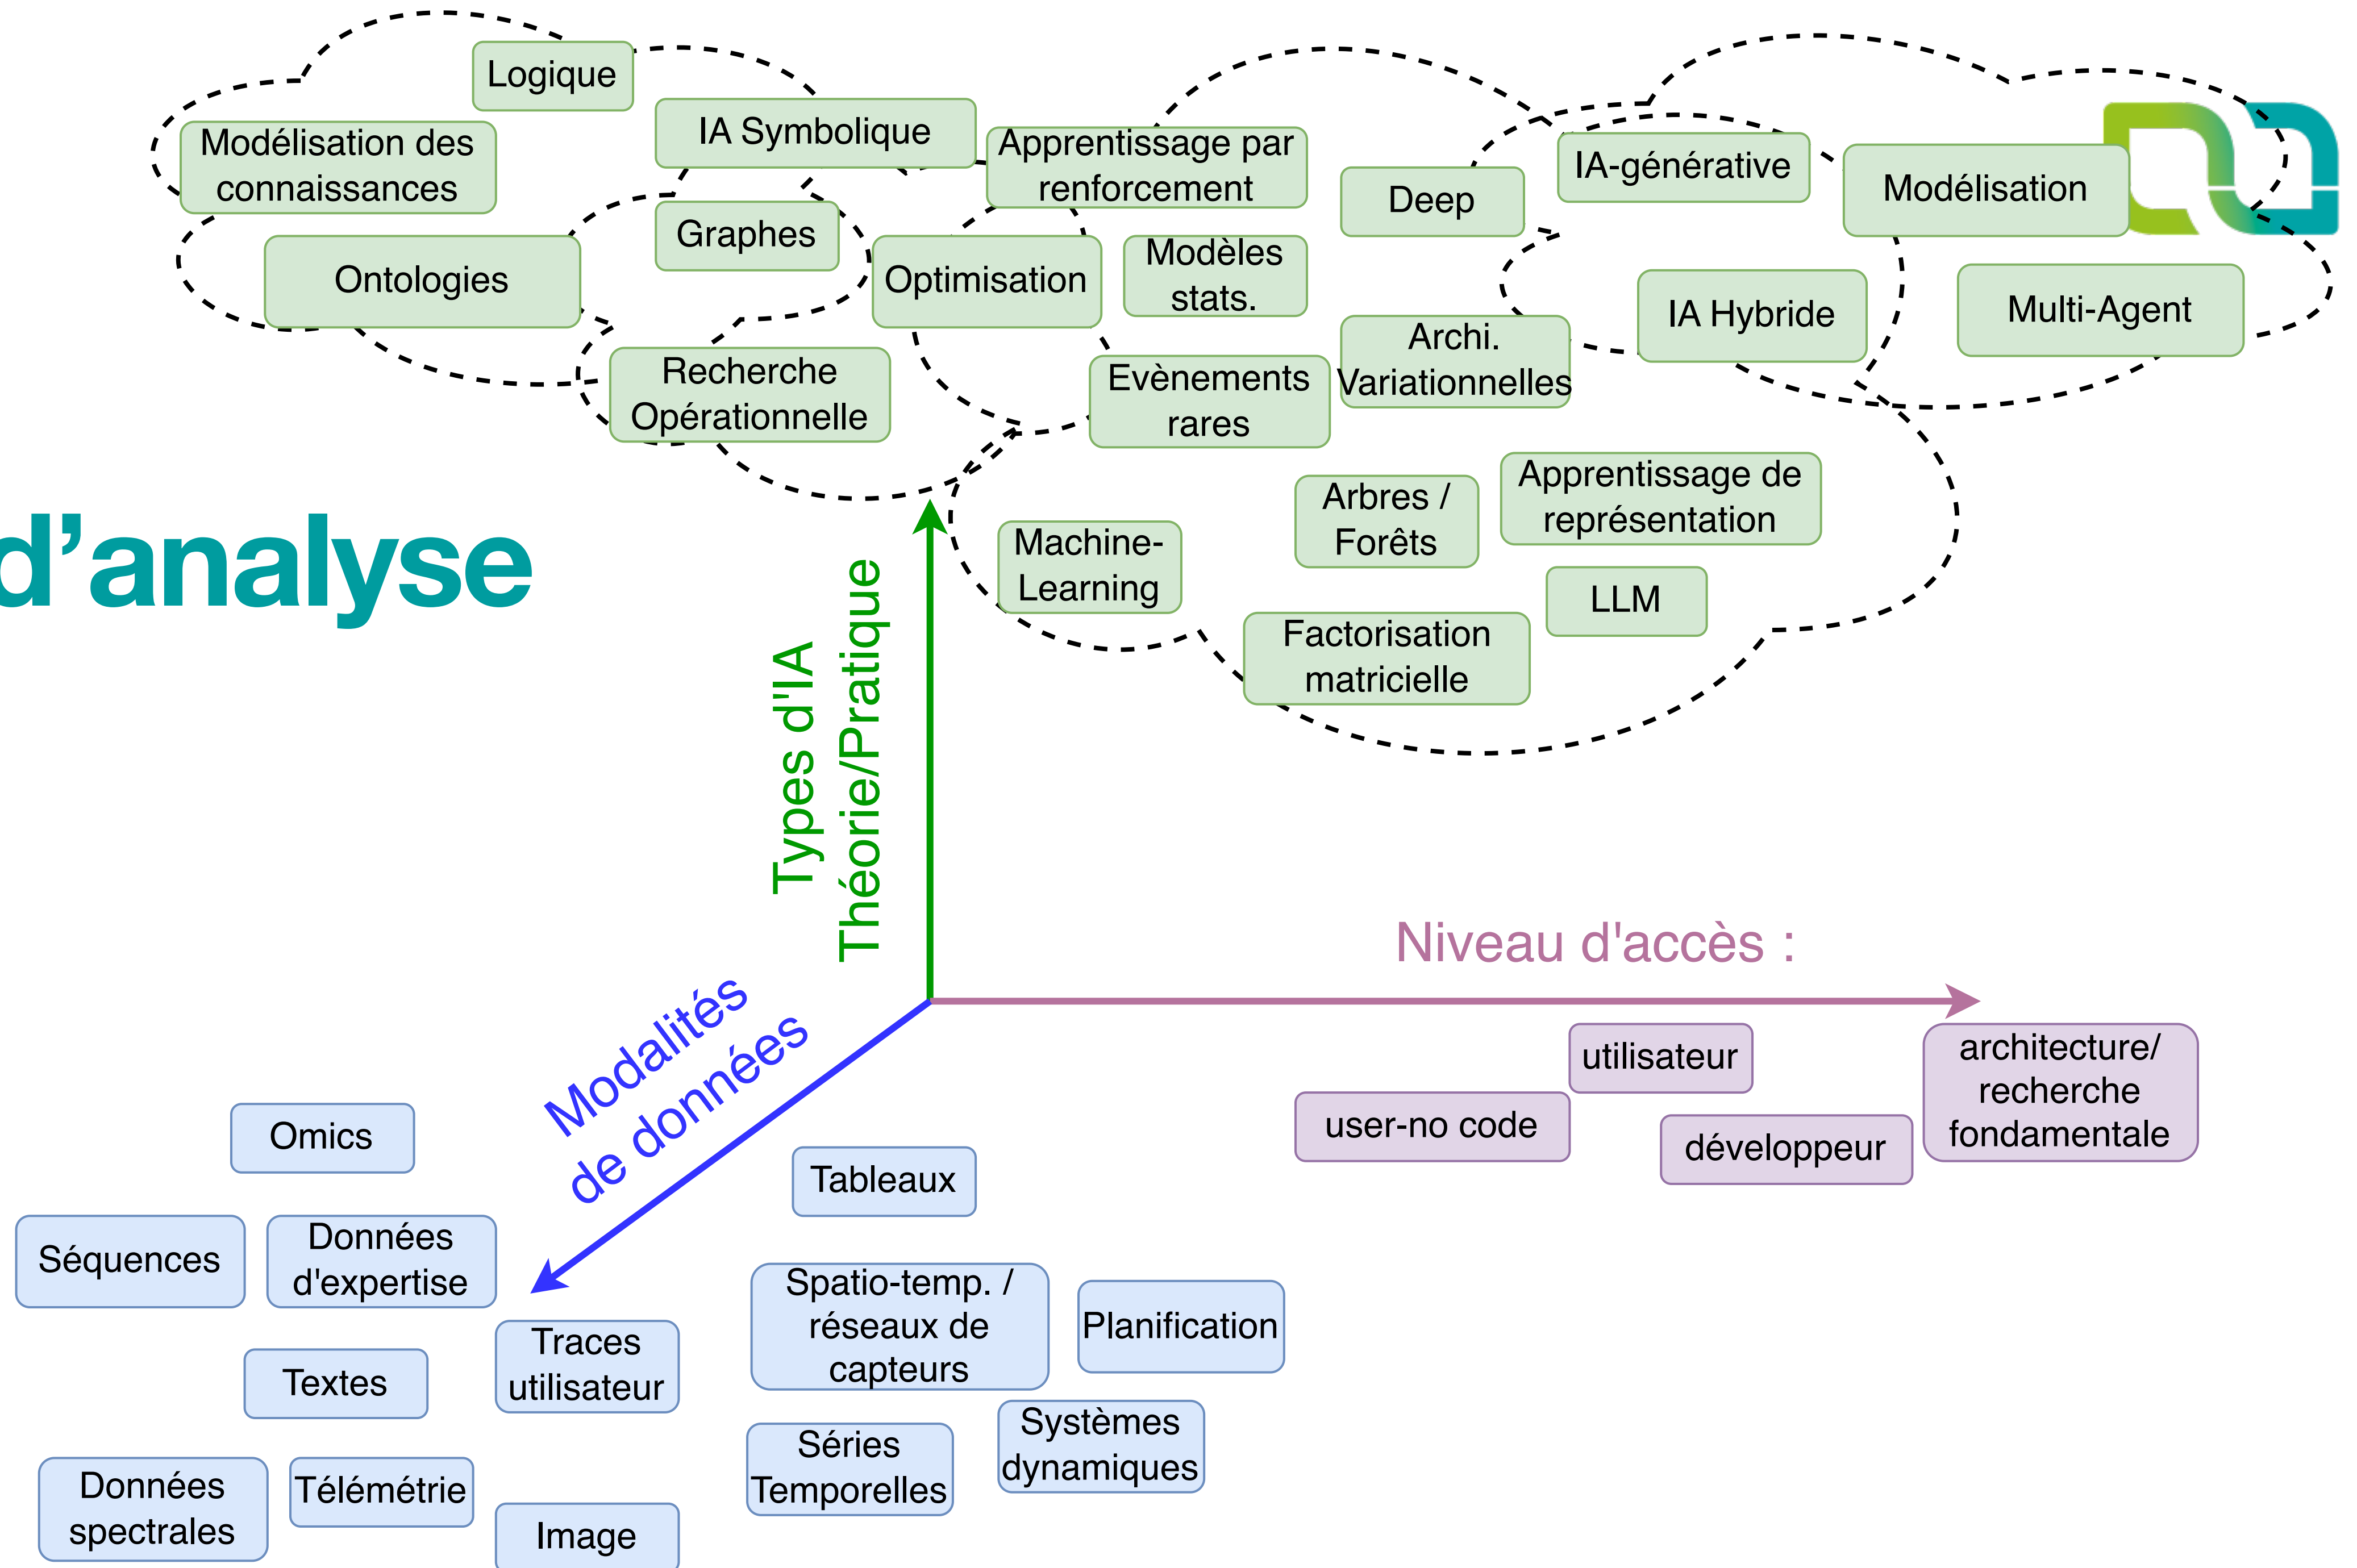 Logique
IA Symbolique
Modélisation des
connaissances
Apprentissage par
renforcement
IA-générative
Deep
Modélisation
Graphes
Ontologies
Optimisation
Modèles
stats.
IA Hybride
Multi-Agent
Archi.
Variationnelles
Recherche
Opérationnelle
Evènements
rares
d'analyse
Machine-
Learning
Arbres /
Forêts
Apprentissage de
représentation
LLM
Factorisation
matricielle
Types d'IA
Théorie/Pratique
Niveau d'accès :
utilisateur
user-no code
développeur
architecture/
recherche
fondamentale
Modalités
de données
Omics
Tableaux
Séquences
Données
d'expertise
Spatio-temp. /
réseaux de
capteurs
Planification
Traces
utilisateur
Textes
Séries
Temporelles
Systèmes
dynamiques
Données
spectrales
Télémétrie
Image